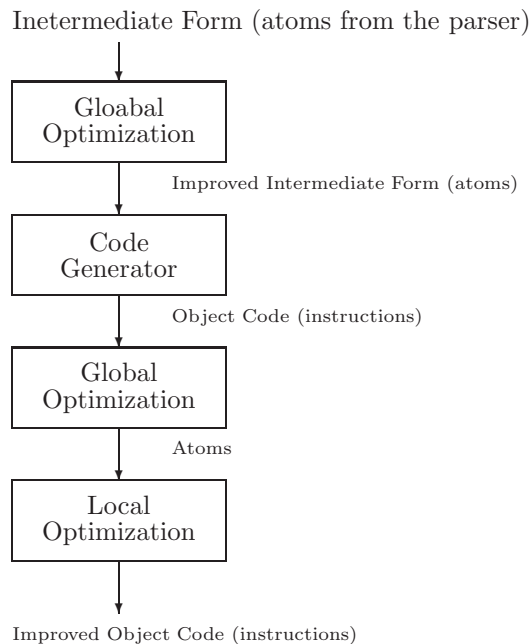 Inetermediate Form (atoms from the parser)
Gloabal
Optimization
Improved Intermediate Form (atoms)
Code
Generator
Object Code (instructions)
Global
Optimization
Atoms
Local
Optimization
Improved Object Code (instructions)